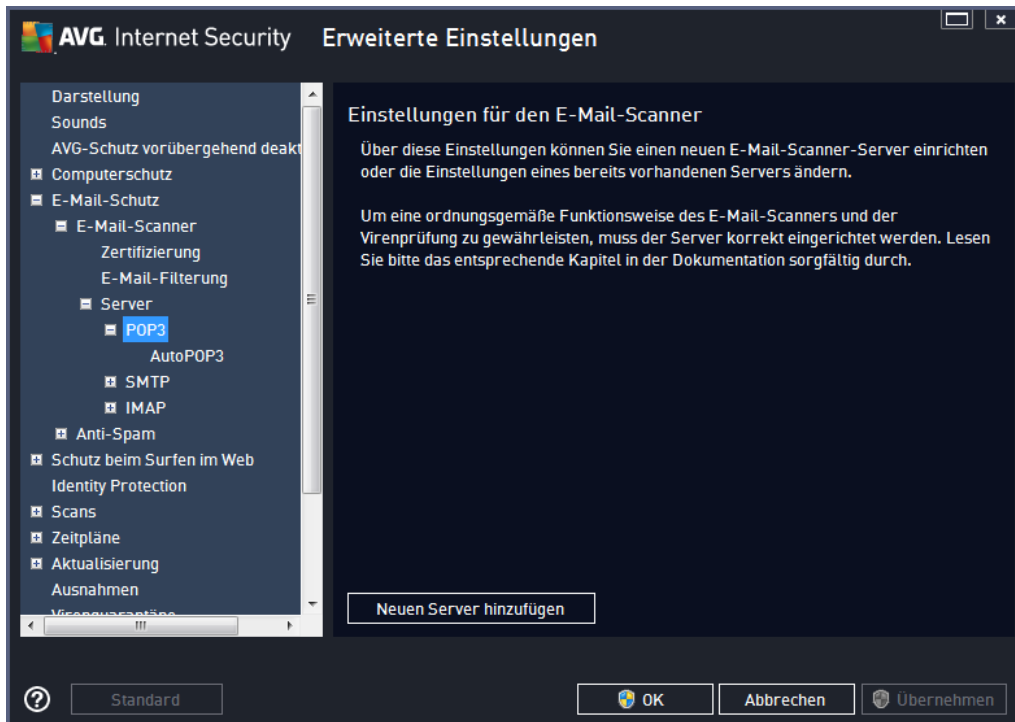 AVG. Internet Security Erweiterte Einstellungen
Darstellung
Sounds
AVG-Schutz vorübergehend deakt
Computerschutz
E-Mail-Schutz
E-Mail-Scanner
Zertifizierung
E-Mail-Filterung
Server
POP3
AutoPOP3
SMTP
IMAP
Anti-Spam
Schutz beim Surfen im Web
Identity Protection
Scans
Zeitpläne
Aktualisierung
Ausnahmen
Virenquarantäne
Einstellungen für den E-Mail-Scanner
Über diese Einstellungen können Sie einen neuen E-Mail-Scanner-Server einrichten
oder die Einstellungen eines bereits vorhandenen Servers ändern.
Um eine ordnungsgemäße Funktionsweise des E-Mail-Scanners und der
Virenprüfung zu gewährleisten, muss der Server korrekt eingerichtet werden. Lesen
Sie bitte das entsprechende Kapitel in der Dokumentation sorgfältig durch.
Neuen Server hinzufügen
Standard
OK
Abbrechen
Übernehmen